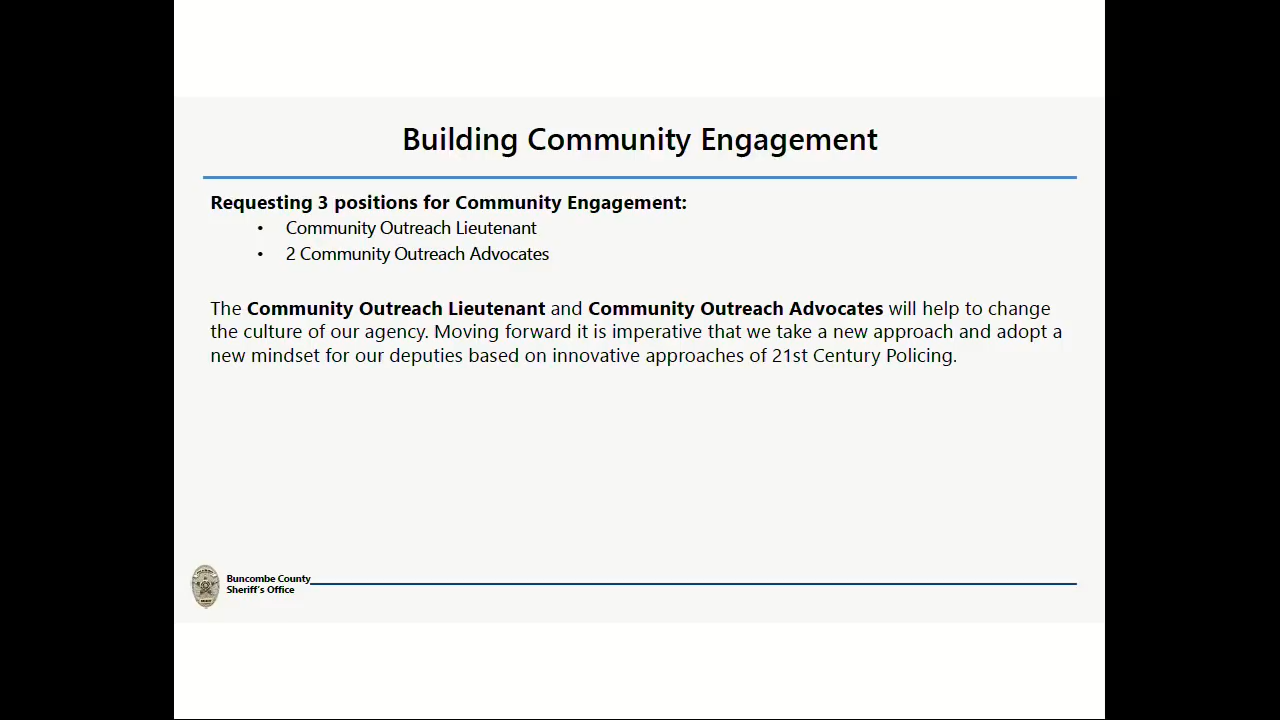 Building Community Engagement
Requesting 3 positions for Community Engagement:
• Community Outreach Lieutenant
• 2 Community Outreach Advocates
The Community Outreach Lieutenant and Community Outreach Advocates will help to change
the culture of our agency. Moving forward it is imperative that we take a new approach and adopt a
new mindset for our deputies based on innovative approaches of 21st Century Policing.
Buncombe County
Sheriff's Office